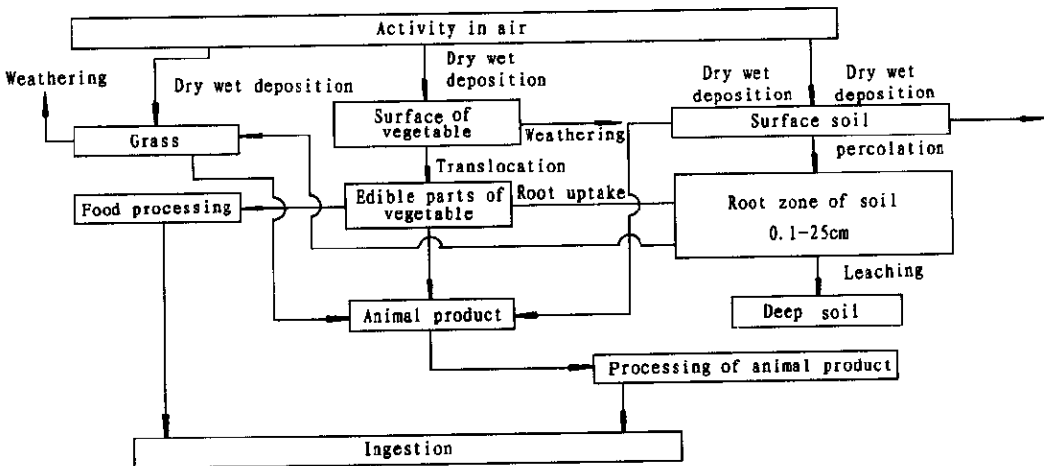 Activity in air
Weathering
Dry wet deposition
Dry wet
deposition
Dry wet
deposition
Dry wet
deposition
Grass
Surface of
vegetable
Weathering
Surface soil
percolation
Translocation
Food processing
Edible parts of
vegetable
Root uptake
Root zone of soil
0.1-25cm
Leaching
Animal product
Deep soil
Processing of animal product
Ingestion